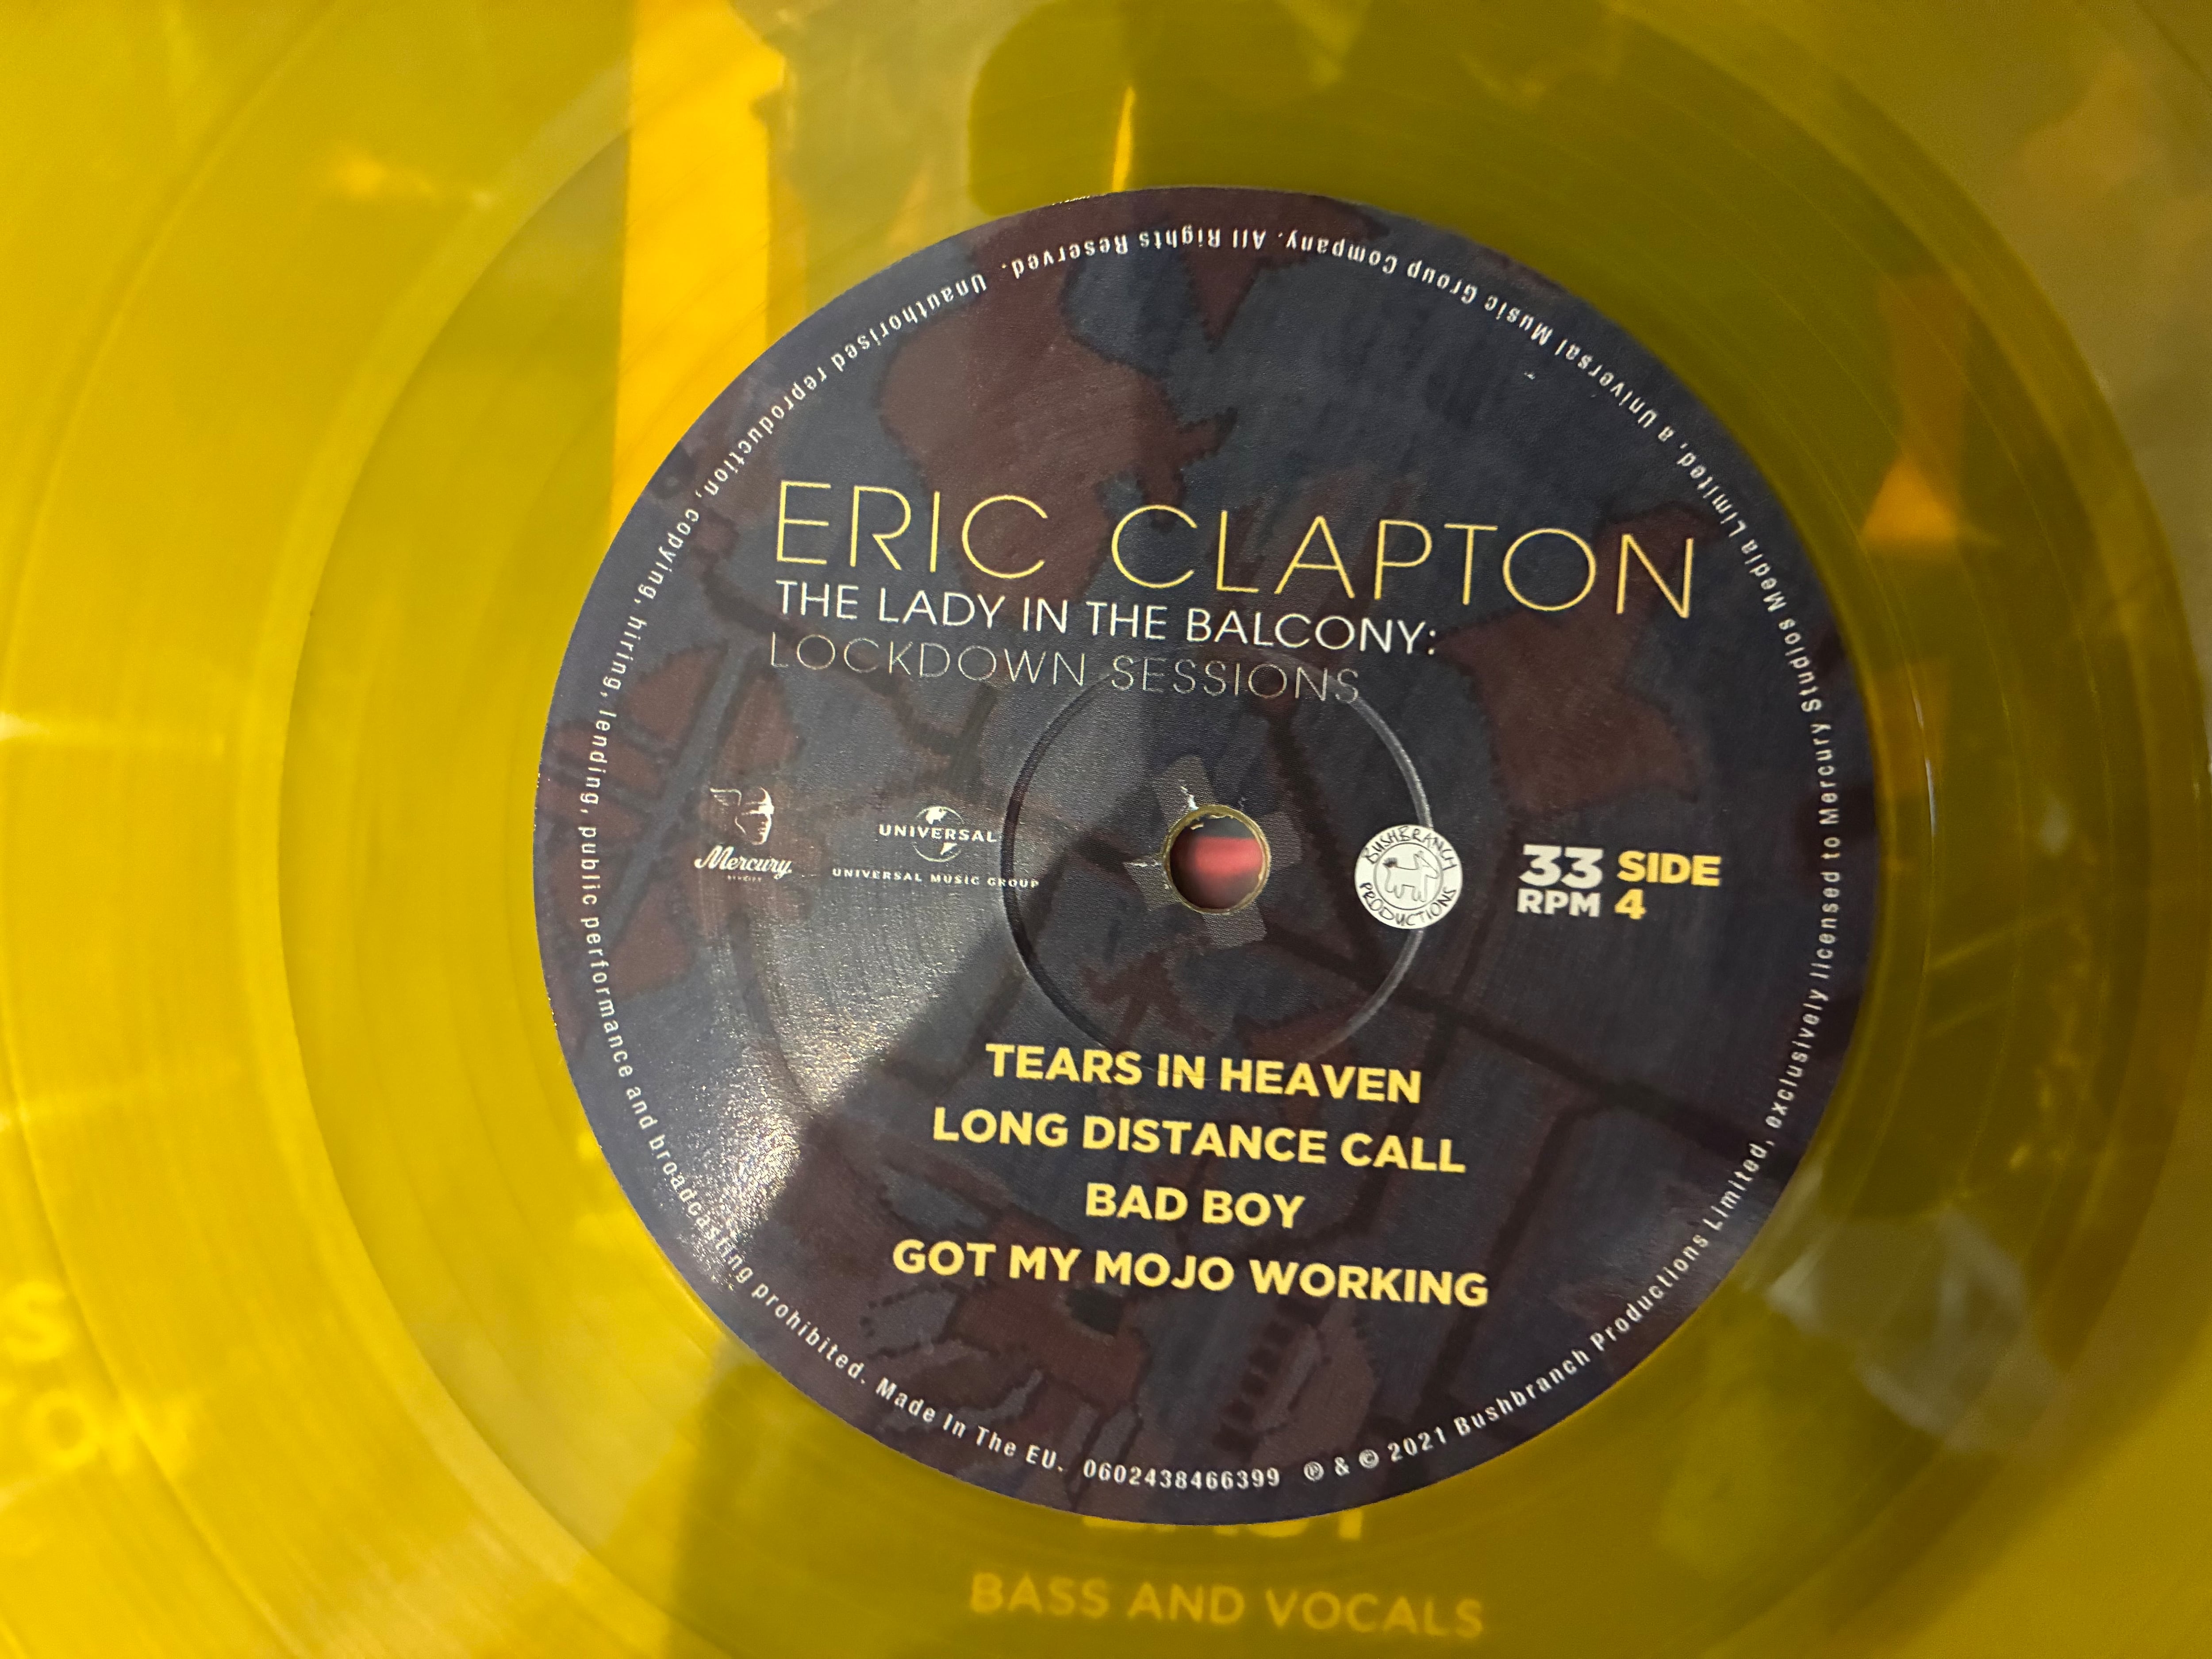 ERIC CLAPTON
THE LADY IN THE BALCONY:
LOCKDOWN SESSIONS
Mercury
STUDIOS
UNIVERSAL
UNIVERSAL MUSIC GROUP
BUSHBRANCH
PRODUCTIONS
33 SIDE
RPM 4
TEARS IN HEAVEN
LONG DISTANCE CALL
BAD BOY
GOT MY MOJO WORKING
℗ & © 2021 Bushbranch Productions Limited, exclusively licensed to Mercury Studios Media Limited, a Universal Music Group Company. All Rights Reserved. Unauthorised reproduction, copying, hiring, lending, public performance and broadcasting prohibited. Made In The EU. 0602438466399
BASS AND VOCALS